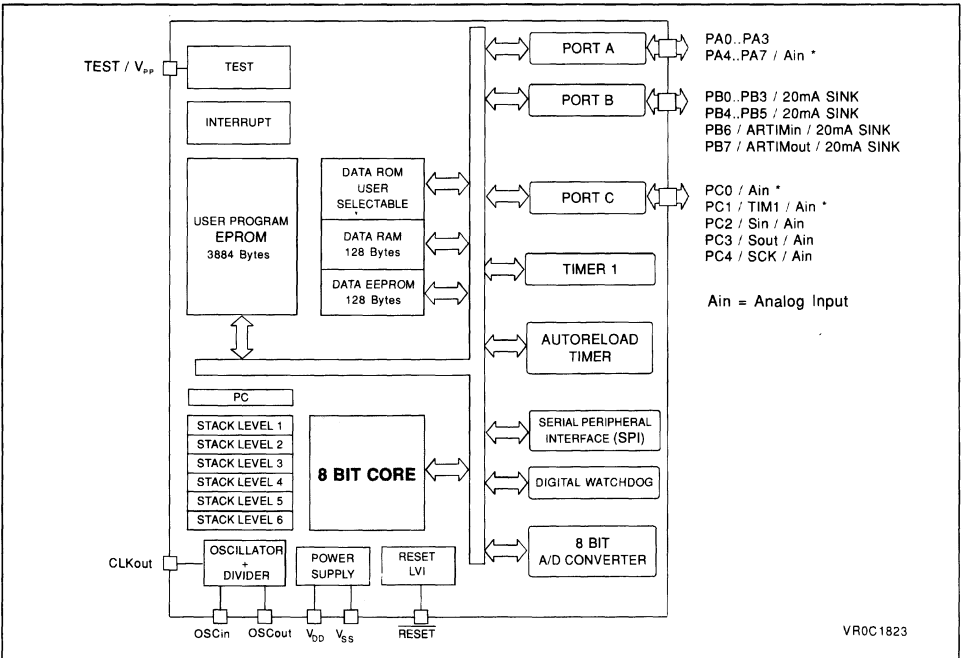 TEST / VPP
TEST
INTERRUPT
USER PROGRAM
EPROM
3884 Bytes
DATA ROM
USER
SELECTABLE
DATA RAM
128 Bytes
DATA EEPROM
128 Bytes
PC
STACK LEVEL 1
STACK LEVEL 2
STACK LEVEL 3
STACK LEVEL 4
STACK LEVEL 5
STACK LEVEL 6
8 BIT CORE
CLKout
OSCILLATOR
+
DIVIDER
POWER
SUPPLY
RESET
LVI
OSCin
OSCout
VDD
VSS
RESET
PORT A
PORT B
PORT C
TIMER 1
AUTORELOAD
TIMER
SERIAL PERIPHERAL
INTERFACE (SPI)
DIGITAL WATCHDOG
8 BIT
A/D CONVERTER
PA0..PA3
PA4..PA7 / Ain *
PB0..PB3 / 20mA SINK
PB4..PB5 / 20mA SINK
PB6 / ARTIMin / 20mA SINK
PB7 / ARTIMout / 20mA SINK
PC0 / Ain *
PC1 / TIM1 / Ain *
PC2 / Sin / Ain
PC3 / Sout / Ain
PC4 / SCK / Ain
Ain = Analog Input
VR0C1823